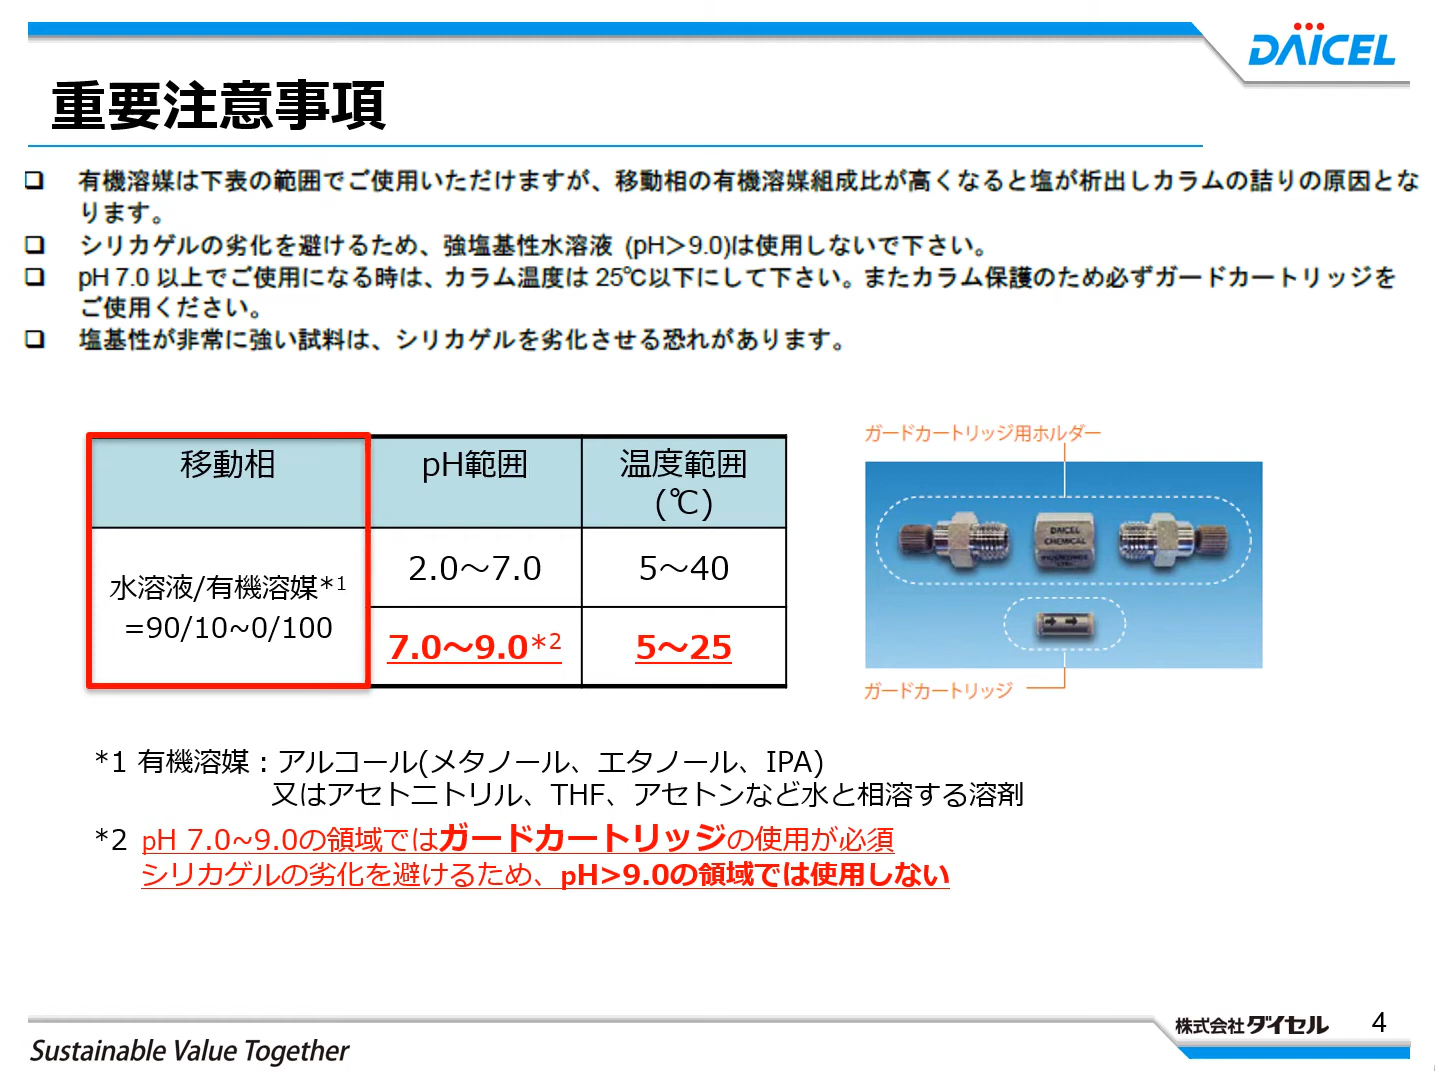 DAICEL
重要注意事項
❑ 有機溶媒は下表の範囲でご使用いただけますが、移動相の有機溶媒組成比が高くなると塩が析出しカラムの詰りの原因とな
ります。
❑ シリカゲルの劣化を避けるため、強塩基性水溶液 (pH＞9.0)は使用しないで下さい。
❑ pH 7.0 以上でご使用になる時は、カラム温度は 25℃以下にして下さい。またカラム保護のため必ずガードカートリッジを
ご使用ください。
❑ 塩基性が非常に強い試料は、シリカゲルを劣化させる恐れがあります。
移動相 pH範囲 温度範囲
(℃)
水溶液/有機溶媒*1
=90/10~0/100
2.0～7.0 5～40
7.0～9.0*2 5～25
ガードカートリッジ用ホルダー
DAICEL
CHEMICAL
ガードカートリッジ
*1 有機溶媒：アルコール(メタノール、エタノール、IPA)
又はアセトニトリル、THF、アセトンなど水と相溶する溶剤
*2 pH 7.0~9.0の領域ではガードカートリッジの使用が必須
シリカゲルの劣化を避けるため、pH>9.0の領域では使用しない
Sustainable Value Together
株式会社ダイセル
4